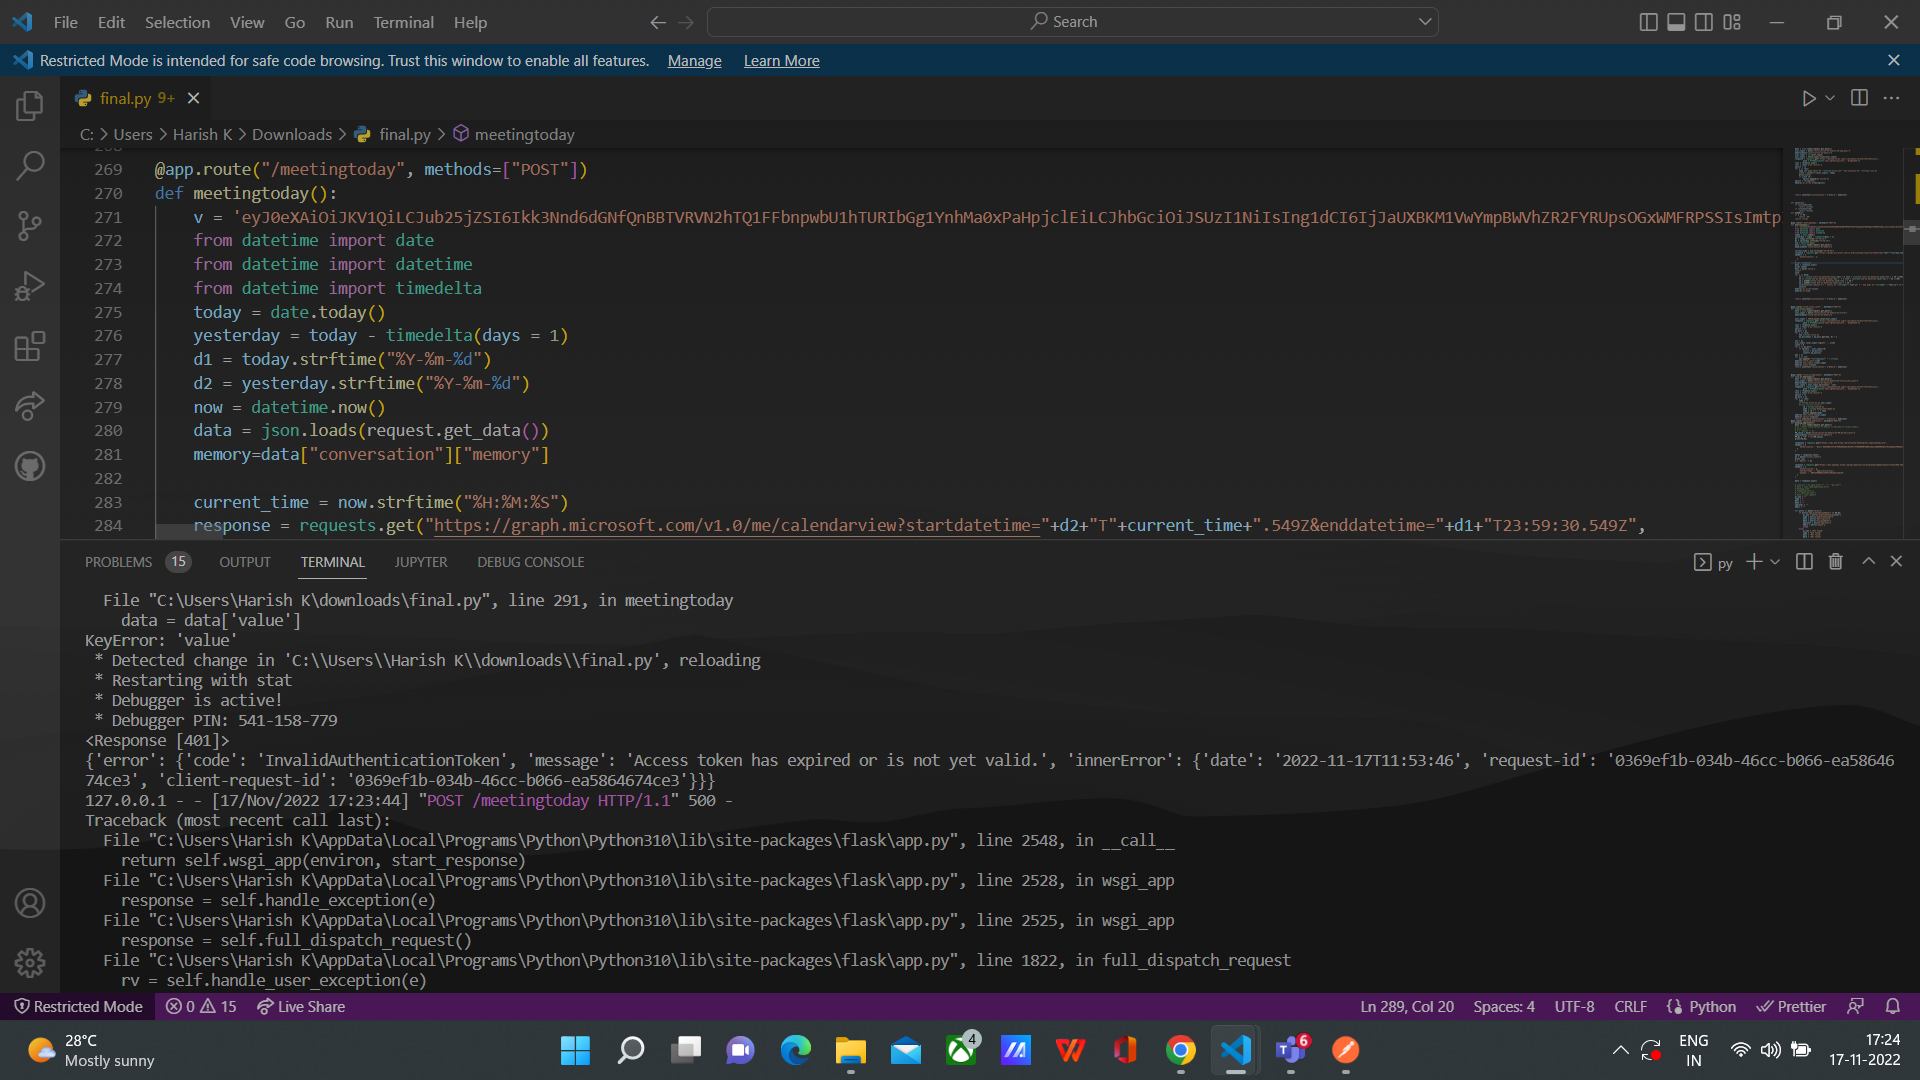 File Edit Selection View Go Run Terminal Help
Search
Restricted Mode is intended for safe code browsing. Trust this window to enable all features. Manage Learn More
final.py 9+
C: > Users > Harish K > Downloads > final.py > meetingtoday
269 @app.route("/meetingtoday", methods=["POST"])
270 def meetingtoday():
271 v = 
272 from datetime import date
273 from datetime import datetime
274 from datetime import timedelta
275 today = date.today()
276 yesterday = today - timedelta(days = 1)
277 d1 = today.strftime("%Y-%m-%d")
278 d2 = yesterday.strftime("%Y-%m-%d")
279 now = datetime.now()
280 data = json.loads(request.get_data())
281 memory=data["conversation"]["memory"]
282
283 current_time = now.strftime("%H:%M:%S")
284 response = requests.get("https://graph.microsoft.com/v1.0/me/calendarview?startdatetime="+d2+"T"+current_time+".549Z&enddatetime="+d1+"T23:59:30.549Z",
PROBLEMS 15 OUTPUT TERMINAL JUPYTER DEBUG CONSOLE
py
File "C:\Users\Harish K\downloads\final.py", line 291, in meetingtoday
data = data['value']
KeyError: 'value'
* Detected change in 'C:\\Users\\Harish K\\downloads\\final.py', reloading
* Restarting with stat
* Debugger is active!
* Debugger PIN: 541-158-779
<Response [401]>
{'error': {'code': 'InvalidAuthenticationToken', 'message': 'Access token has expired or is not yet valid.', 'innerError': {'date': '2022-11-17T11:53:46', 'request-id': '0369ef1b-034b-46cc-b066-ea58646
74ce3', 'client-request-id': '0369ef1b-034b-46cc-b066-ea5864674ce3'}}}
127.0.0.1 - - [17/Nov/2022 17:23:44] "POST /meetingtoday HTTP/1.1" 500 -
Traceback (most recent call last):
File "C:\Users\Harish K\AppData\Local\Programs\Python\Python310\lib\site-packages\flask\app.py", line 2548, in __call__
return self.wsgi_app(environ, start_response)
File "C:\Users\Harish K\AppData\Local\Programs\Python\Python310\lib\site-packages\flask\app.py", line 2528, in wsgi_app
response = self.handle_exception(e)
File "C:\Users\Harish K\AppData\Local\Programs\Python\Python310\lib\site-packages\flask\app.py", line 2525, in wsgi_app
response = self.full_dispatch_request()
File "C:\Users\Harish K\AppData\Local\Programs\Python\Python310\lib\site-packages\flask\app.py", line 1822, in full_dispatch_request
rv = self.handle_user_exception(e)
Restricted Mode 0 15 Live Share Ln 289, Col 20 Spaces: 4 UTF-8 CRLF Python Prettier
28°C
Mostly sunny
4
6
ENG
IN
17:24
17-11-2022